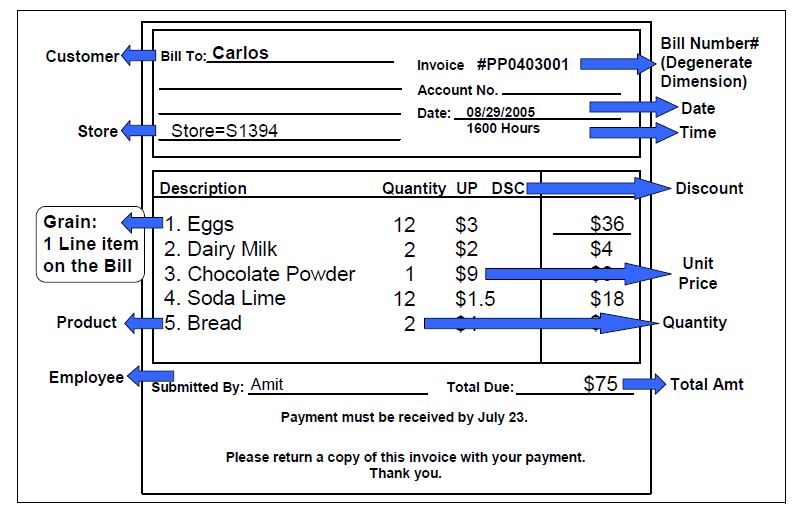 Customer
Bill To: Carlos
Invoice #PP0403001
Bill Number#
(Degenerate
Dimension)
Account No.
Date: 08/29/2005
Date
1600 Hours
Time
Store
Store=S1394
Description Quantity UP DSC
Discount
Grain:
1 Line item
on the Bill
1. Eggs 12 $3 $36
2. Dairy Milk 2 $2 $4
3. Chocolate Powder 1 $9
Unit
Price
4. Soda Lime 12 $1.5 $18
Product
5. Bread 2
Quantity
Employee
Submitted By: Amit
Total Due: $75
Total Amt
Payment must be received by July 23.
Please return a copy of this invoice with your payment.
Thank you.